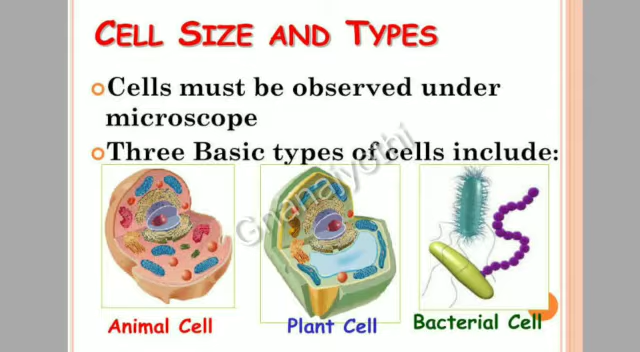 CELL SIZE AND TYPES
Cells must be observed under
microscope
Three Basic types of cells include:
Gnanajyothi
Animal Cell
Plant Cell
Bacterial Cell